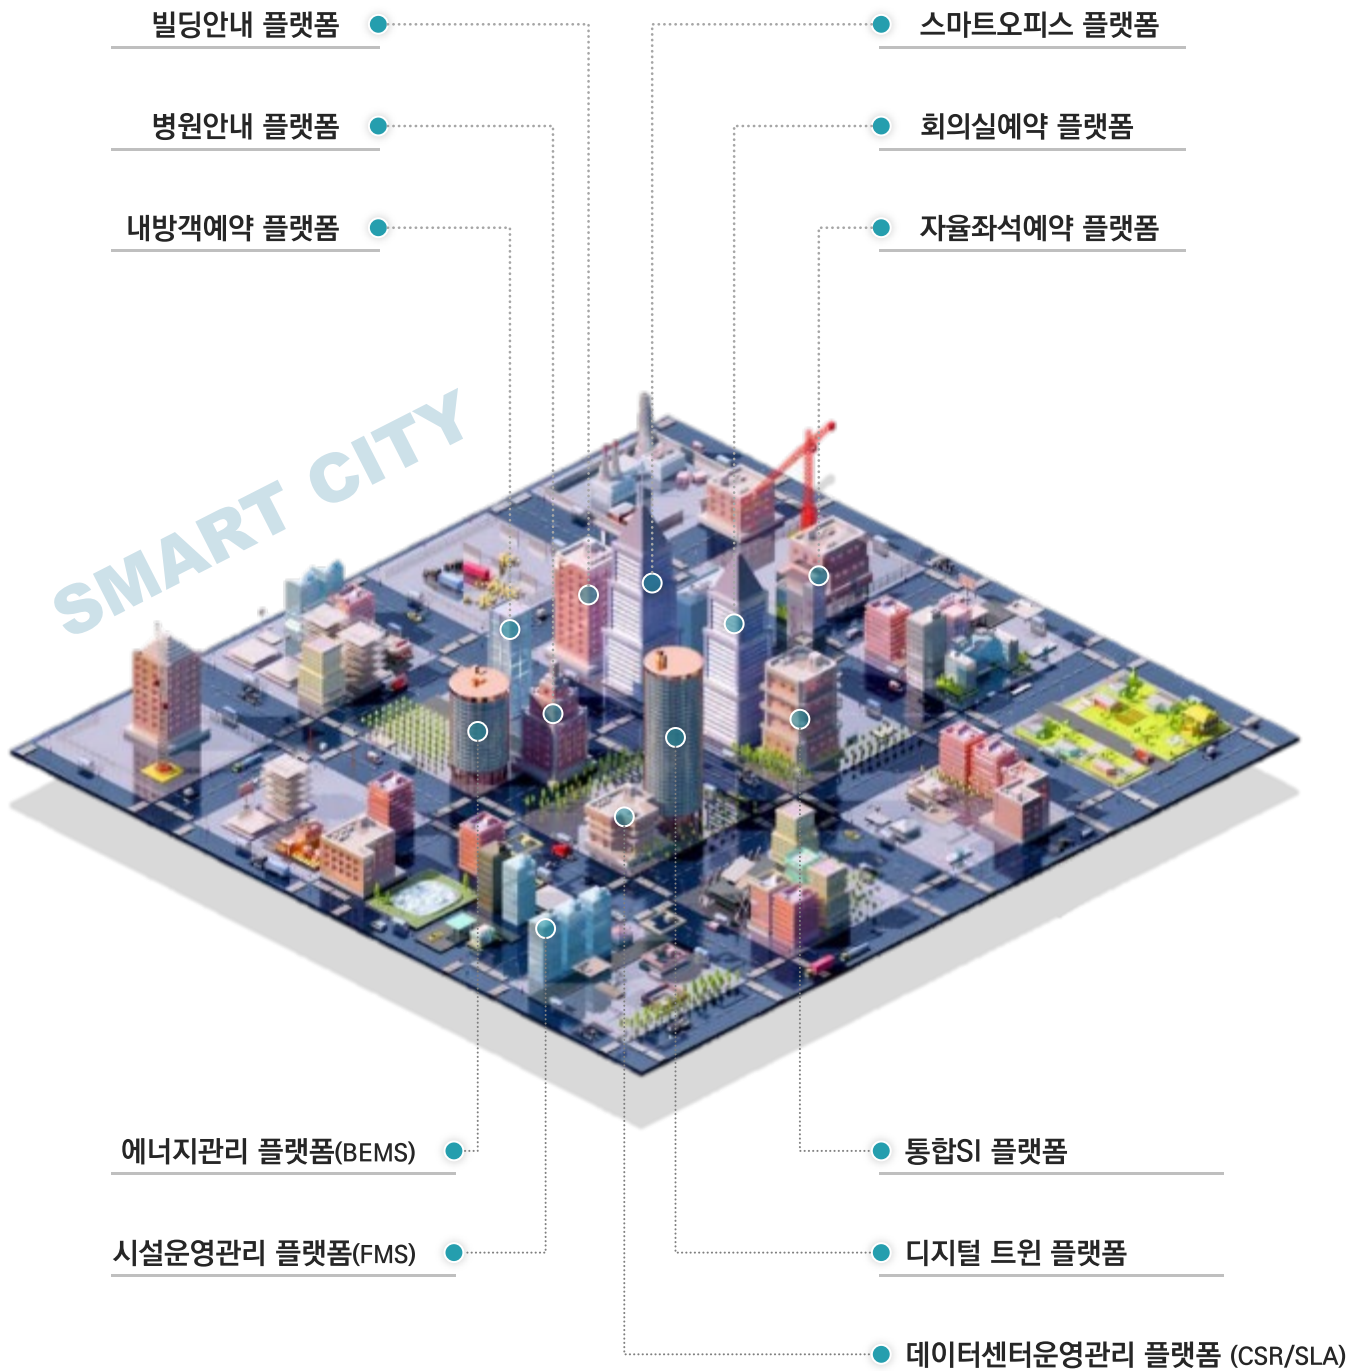 빌딩안내 플랫폼
스마트오피스 플랫폼
병원안내 플랫폼
회의실예약 플랫폼
내방객예약 플랫폼
자율좌석예약 플랫폼
SMART CITY
에너지관리 플랫폼(BEMS)
통합SI 플랫폼
시설운영관리 플랫폼(FMS)
디지털 트윈 플랫폼
데이터센터운영관리 플랫폼 (CSR/SLA)